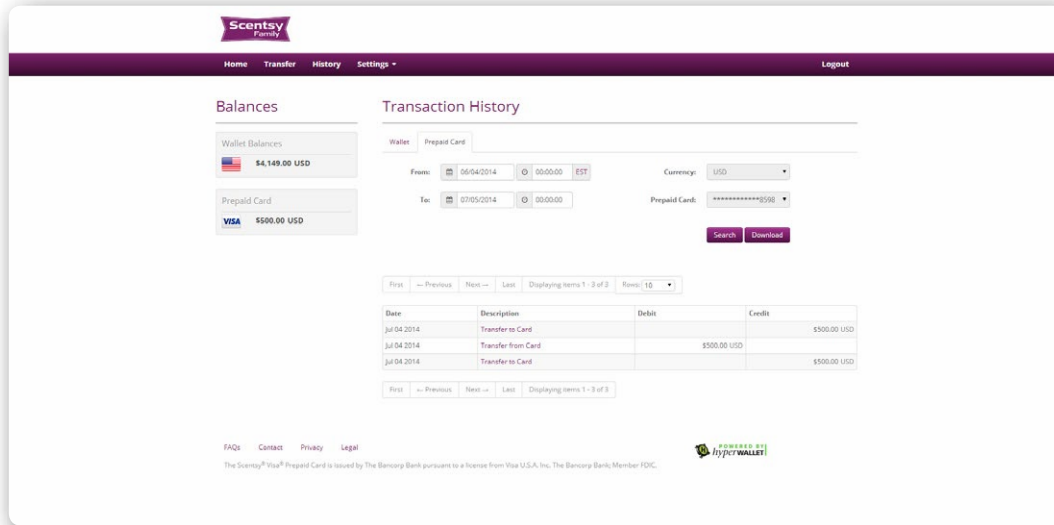 Scentsy
Family
Home Transfer History Settings
Logout
Balances
Wallet Balances
$4,149.00 USD
Prepaid Card
VISA $500.00 USD
Transaction History
Wallet Prepaid Card
From: 06/04/2014 00:00:00 EST Currency: USD
To: 07/05/2014 00:00:00 Prepaid Card: ************8598
Search Download
First ← Previous Next → Last Displaying items 1 - 3 of 3 Rows: 10
Date Description Debit Credit
Jul 04 2014 Transfer to Card $500.00 USD
Jul 04 2014 Transfer from Card $500.00 USD
Jul 04 2014 Transfer to Card $500.00 USD
First ← Previous Next → Last Displaying items 1 - 3 of 3
FAQs Contact Privacy Legal
POWERED BY
hyperWALLET
The Scentsy® Visa® Prepaid Card is issued by The Bancorp Bank pursuant to a license from Visa U.S.A. Inc. The Bancorp Bank; Member FDIC.